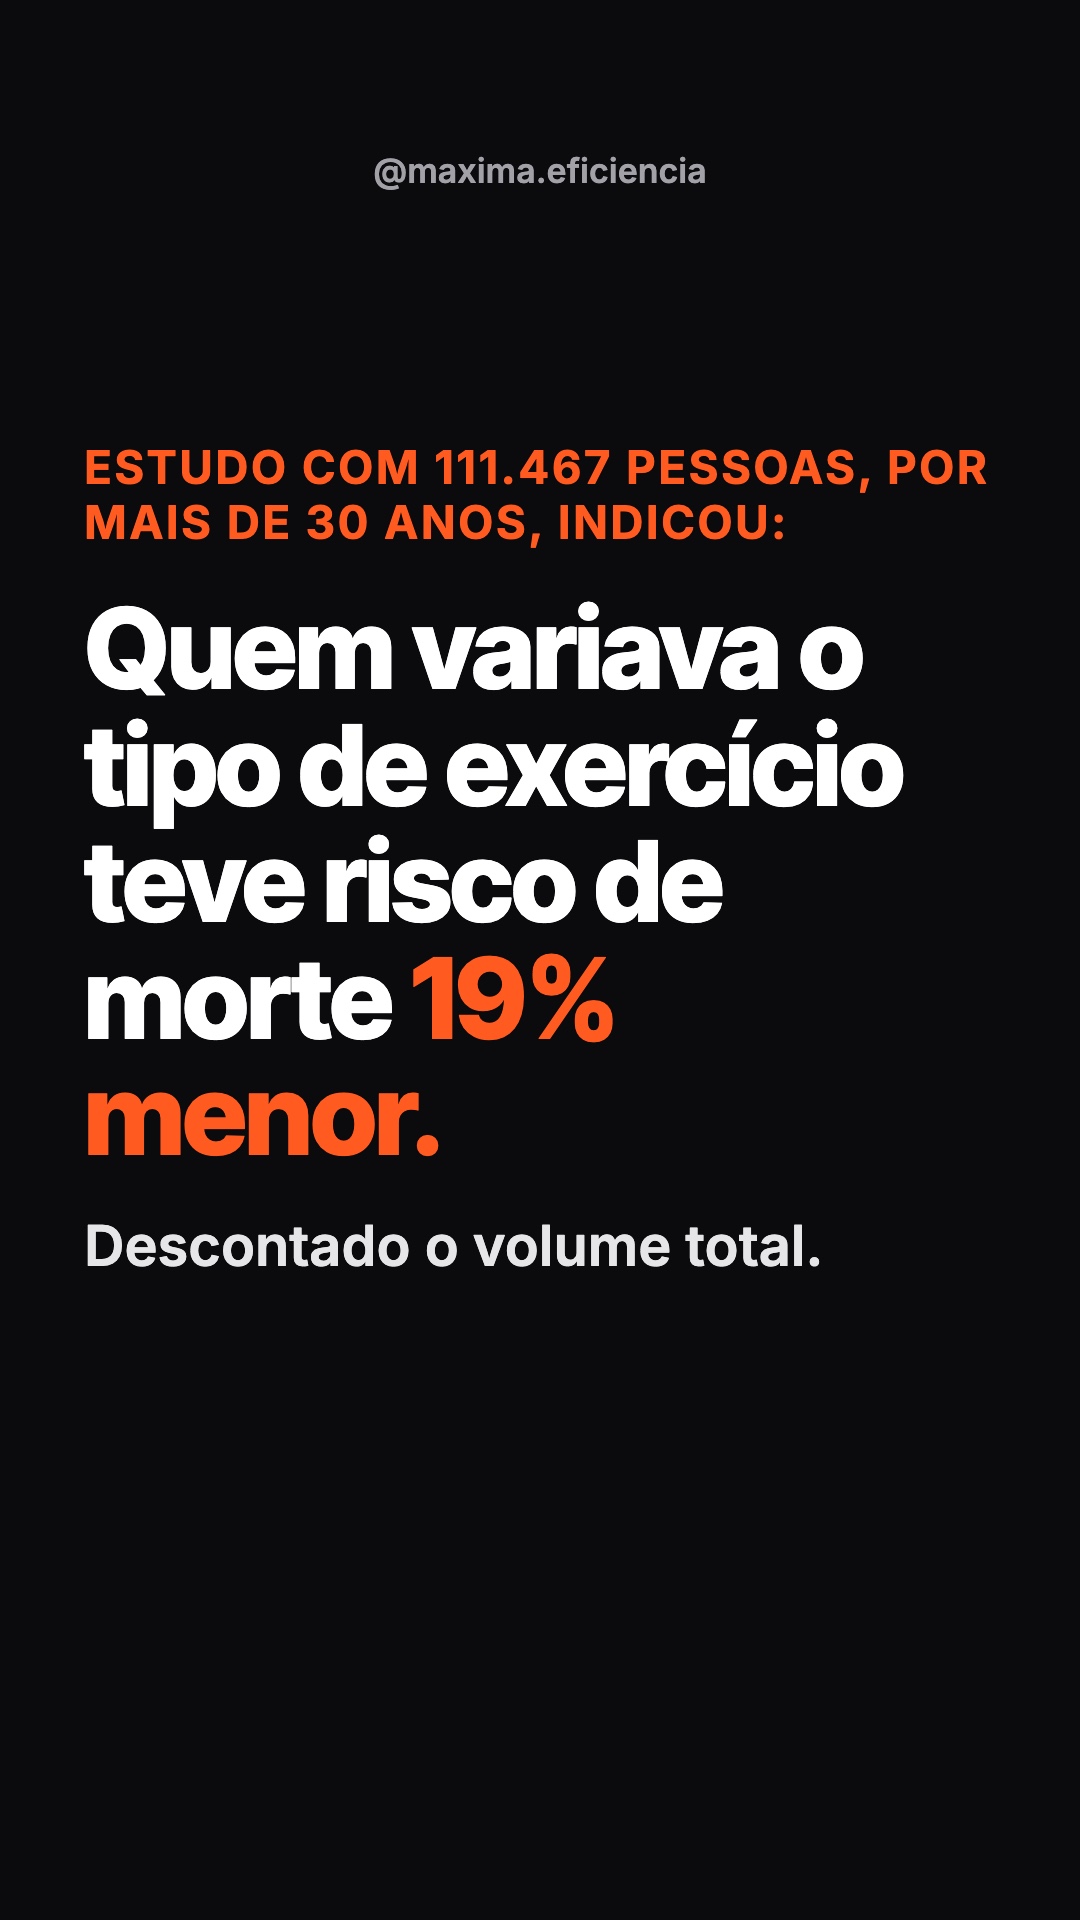 @maxima.eficiencia
ESTUDO COM 111.467 PESSOAS, POR
MAIS DE 30 ANOS, INDICOU:
Quem variava o
tipo de exercício
teve risco de
morte 19%
menor.
Descontado o volume total.